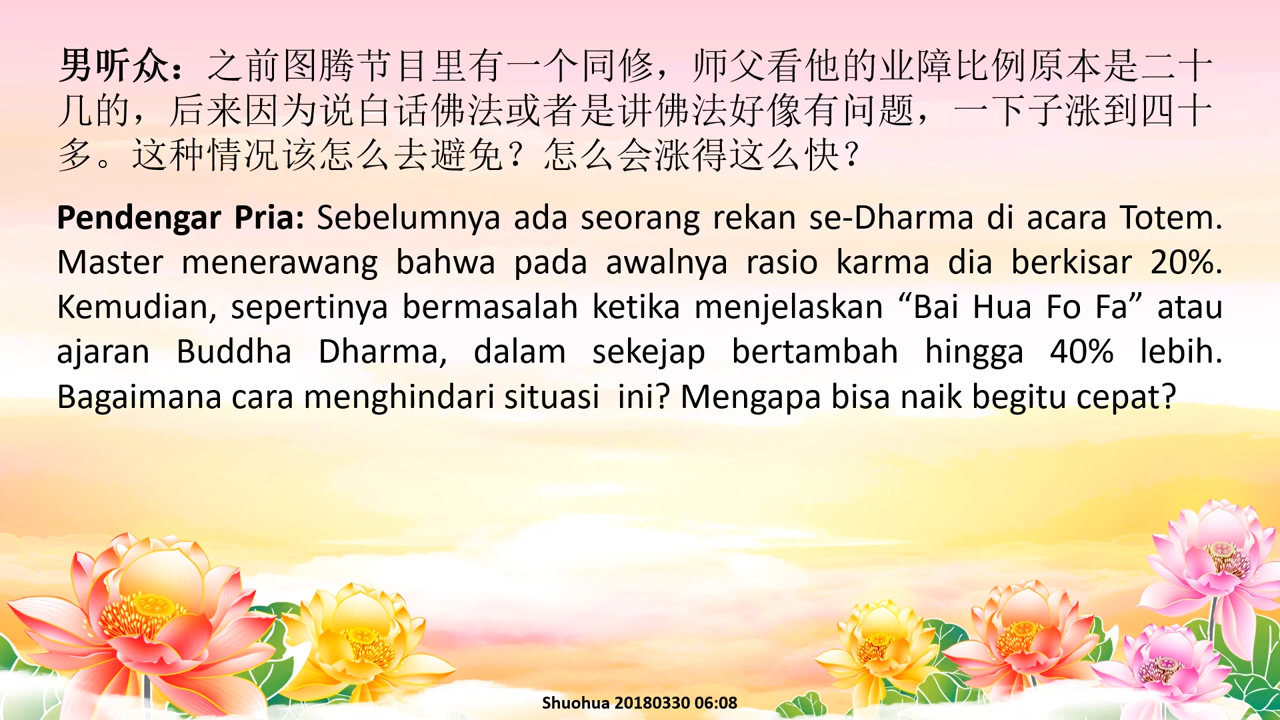 男听众：之前图腾节目里有一个同修，师父看他的业障比例原本是二十
几的，后来因为说白话佛法或者是讲佛法好像有问题，一下子涨到四十
多。这种情况该怎么去避免？怎么会涨得这么快？
Pendengar Pria: Sebelumnya ada seorang rekan se-Dharma di acara Totem.
Master menerawang bahwa pada awalnya rasio karma dia berkisar 20%.
Kemudian, sepertinya bermasalah ketika menjelaskan “Bai Hua Fo Fa” atau
ajaran Buddha Dharma, dalam sekejap bertambah hingga 40% lebih.
Bagaimana cara menghindari situasi ini? Mengapa bisa naik begitu cepat?
Shuohua 20180330 06:08